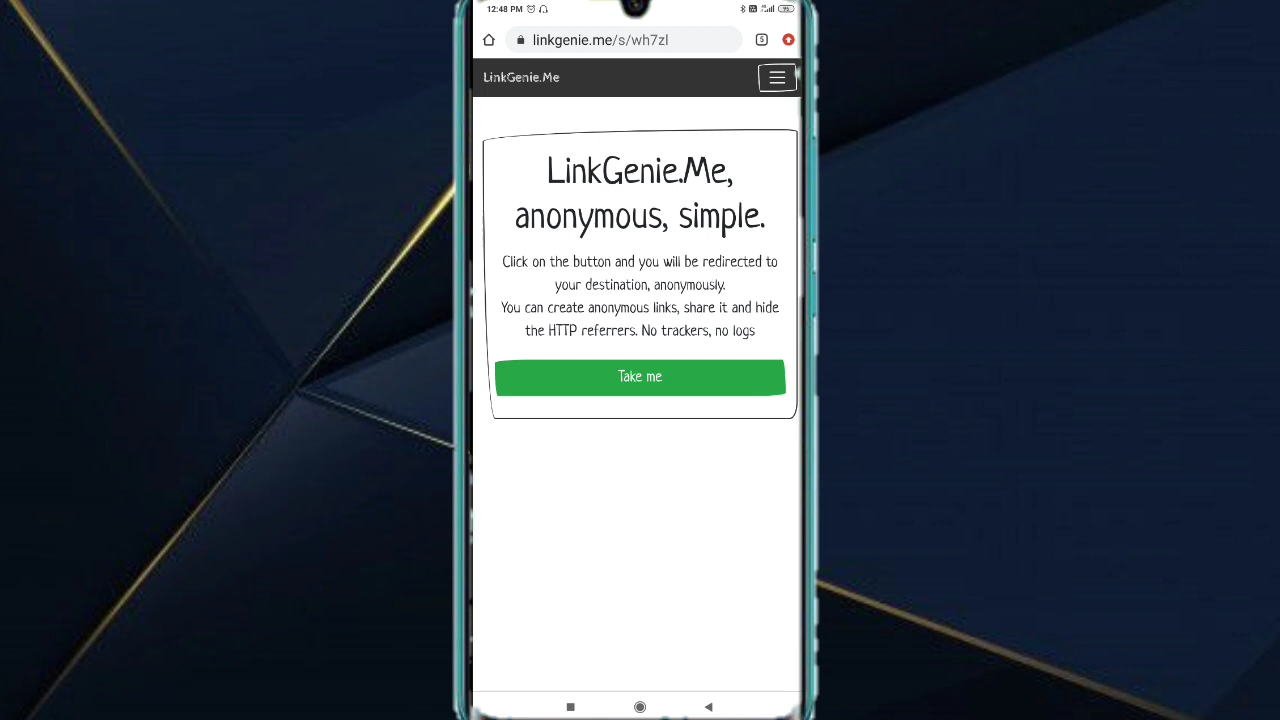 12:48 PM
linkgenie.me/s/wh7zl
5
LinkGenie.Me
LinkGenie.Me,
anonymous, simple.
Click on the button and you will be redirected to
your destination, anonymously.
You can create anonymous links, share it and hide
the HTTP referrers. No trackers, no logs
Take me